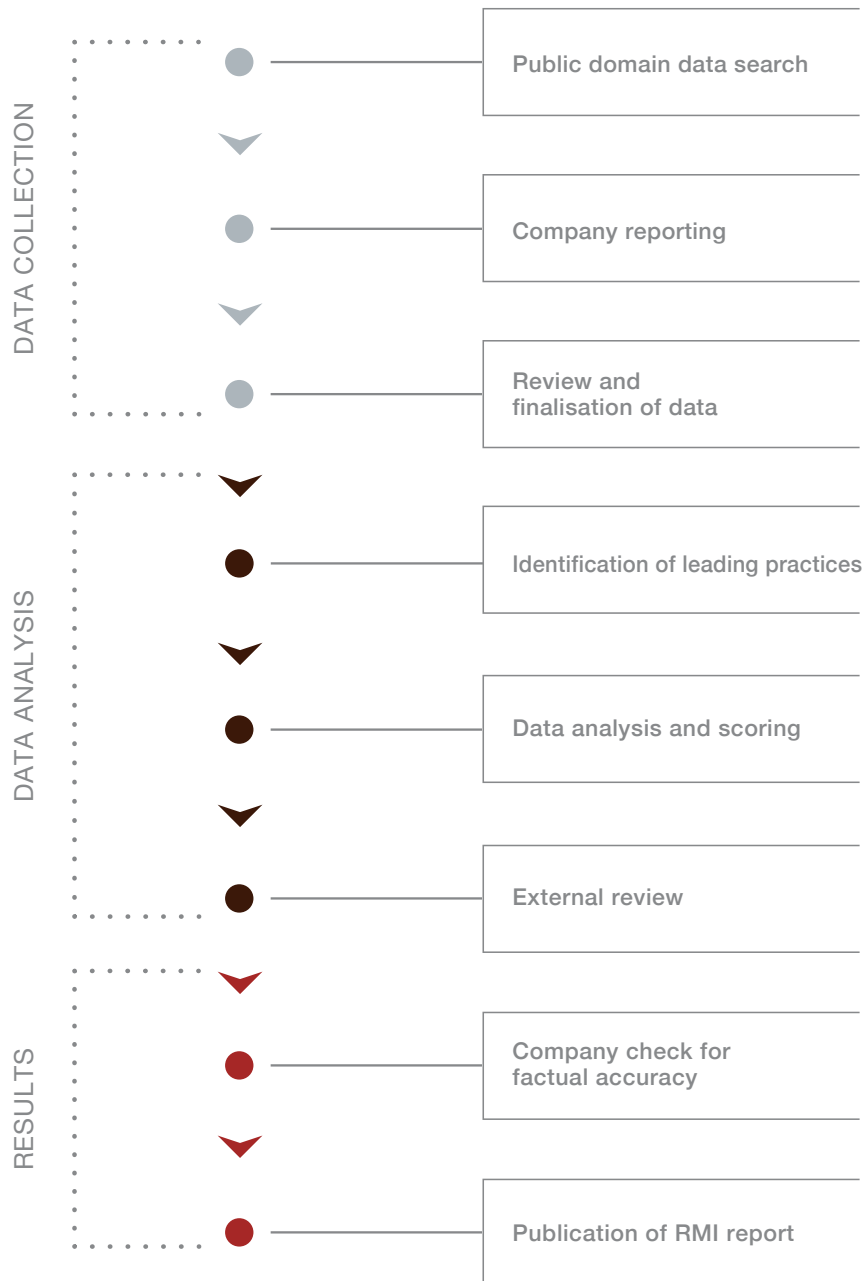 DATA COLLECTION
Public domain data search
Company reporting
Review and
finalisation of data
DATA ANALYSIS
Identification of leading practices
Data analysis and scoring
External review
RESULTS
Company check for
factual accuracy
Publication of RMI report